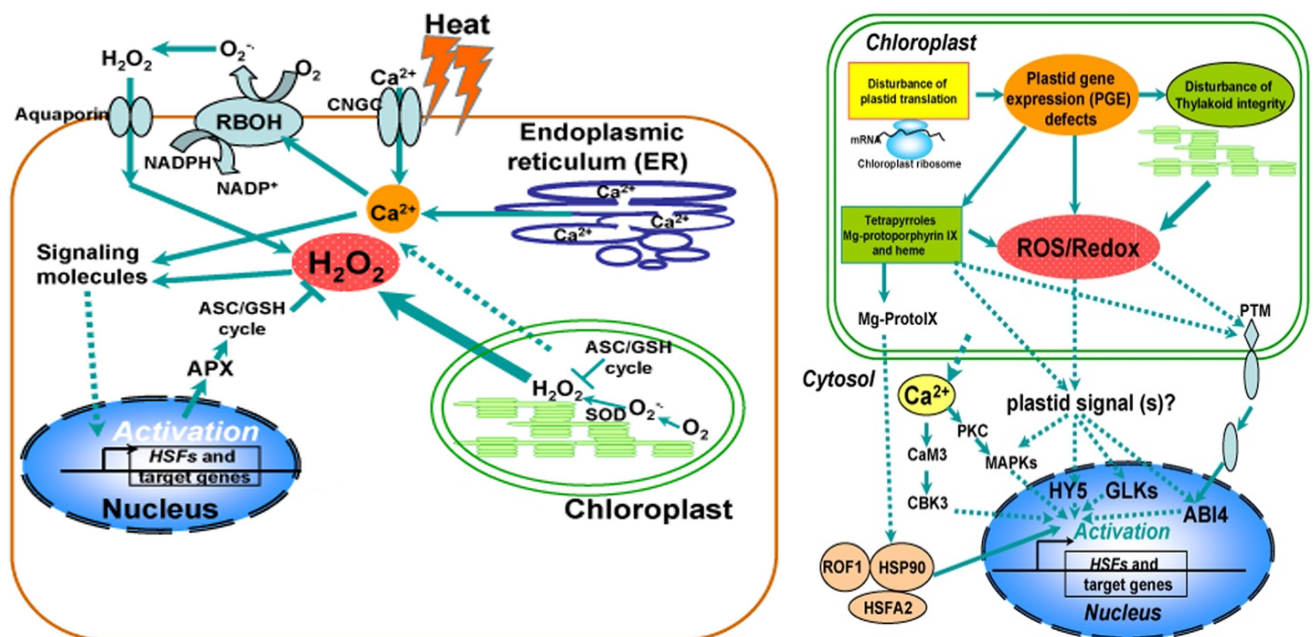 Heat
H₂O₂
O₂⁻·
O₂
Ca²⁺
CNGC
Aquaporin
RBOH
NADPH
NADP⁺
Endoplasmic
reticulum (ER)
Ca²⁺
Ca²⁺
Ca²⁺
Ca²⁺
H₂O₂
Signaling
molecules
ASC/GSH
cycle
APX
Activation
HSFs and
target genes
Nucleus
ASC/GSH
cycle
H₂O₂
SOD
O₂⁻·
O₂
Chloroplast
Chloroplast
Disturbance of
plastid translation
Plastid gene
expression (PGE)
defects
Disturbance of
Thylakoid integrity
mRNA
Chloroplast ribosome
Tetrapyrroles
Mg-protoporphyrin IX
and heme
ROS/Redox
Mg-ProtoIX
PTM
Cytosol
Ca²⁺
plastid signal (s)?
PKC
CaM3
MAPKs
CBK3
HY5
GLKs
ABI4
Activation
ROF1
HSP90
HSFA2
HSFs and
target genes
Nucleus